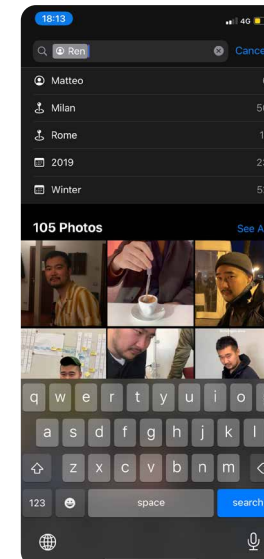 18:13
4G
Ren
Cance
Matteo
Milan
Rome
2019
Winter
105 Photos
See A
q w e r t y u i o
a s d f g h j k l
z x c v b n m
123 space search